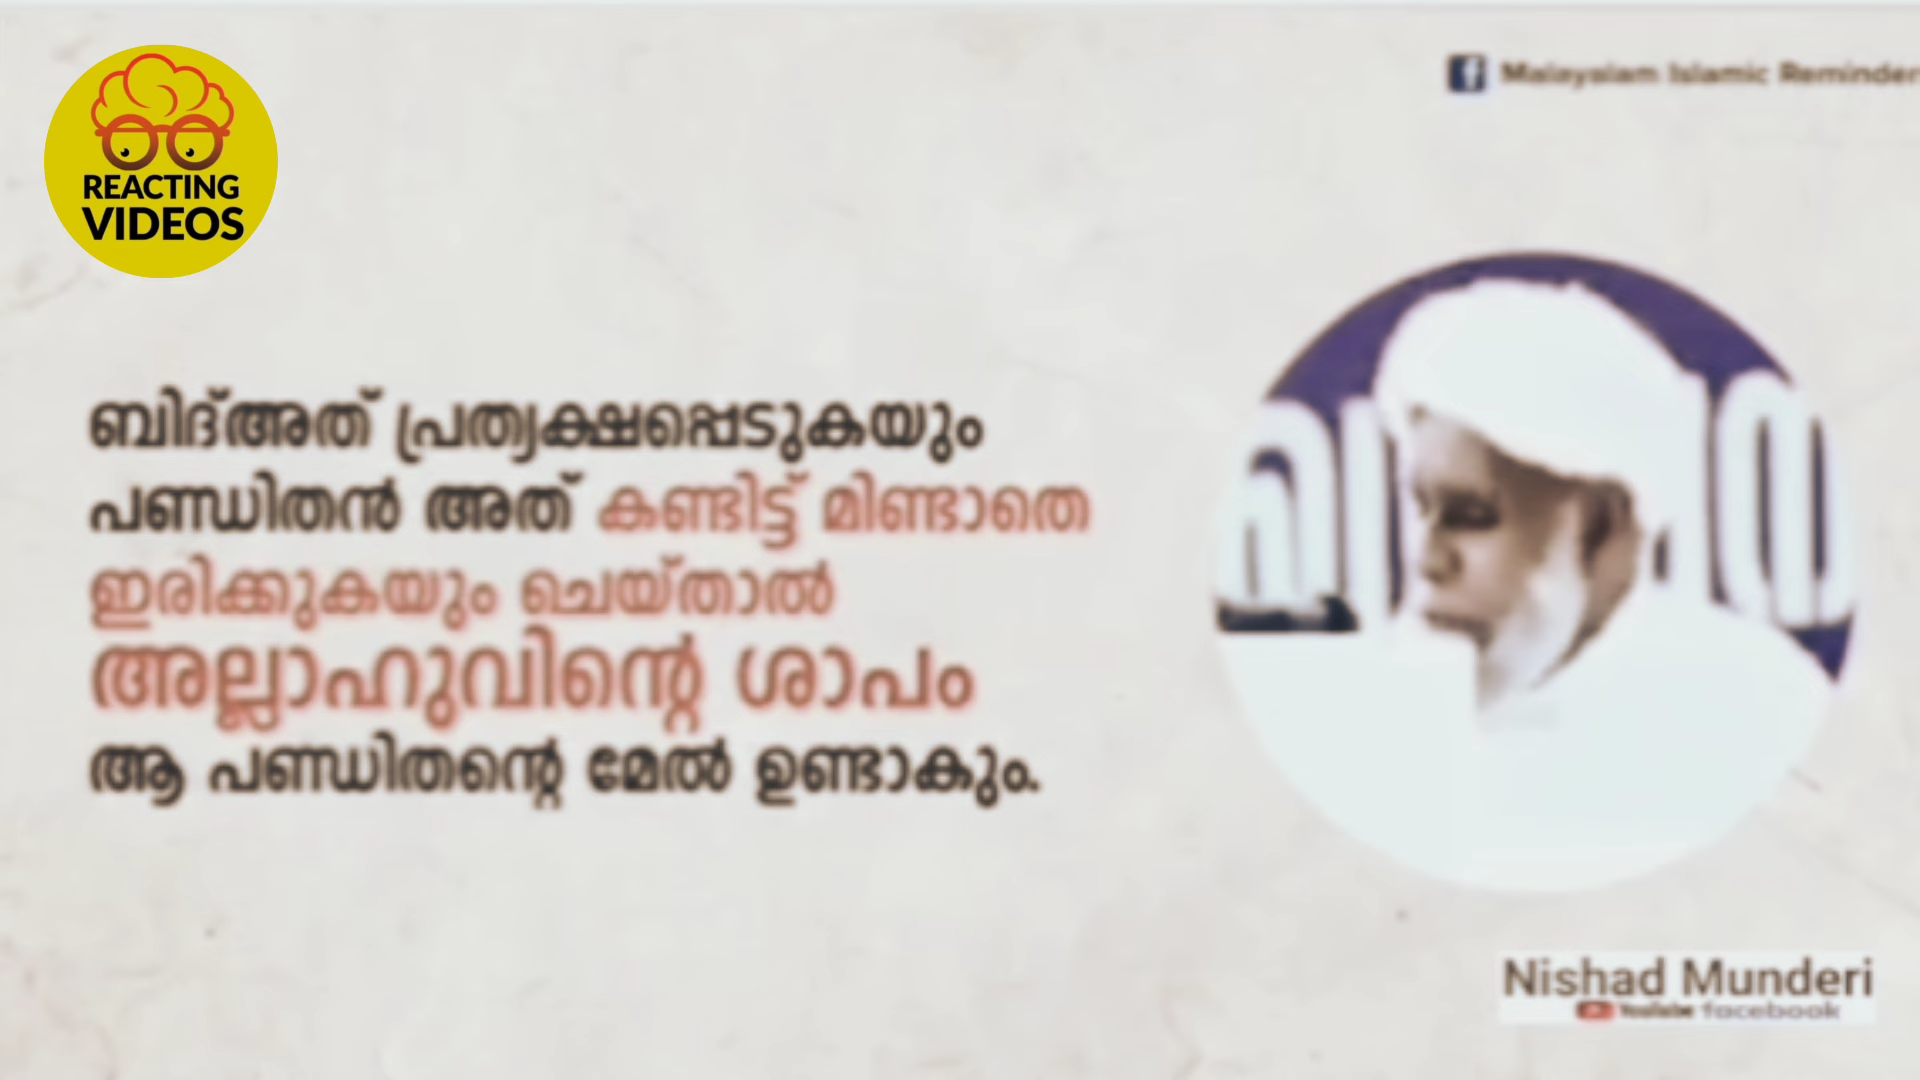 REACTING
VIDEOS
Malayalam Islamic Reminder
ബിദ്അത് പ്രത്യക്ഷപ്പെടുകയും
പണ്ഡിതൻ അത് കണ്ടിട്ട് മിണ്ടാതെ
ഇരിക്കുകയും ചെയ്താൽ
അല്ലാഹുവിന്റെ ശാപം
ആ പണ്ഡിതന്റെ മേൽ ഉണ്ടാകും.
Nishad Munderi
YouTube facebook